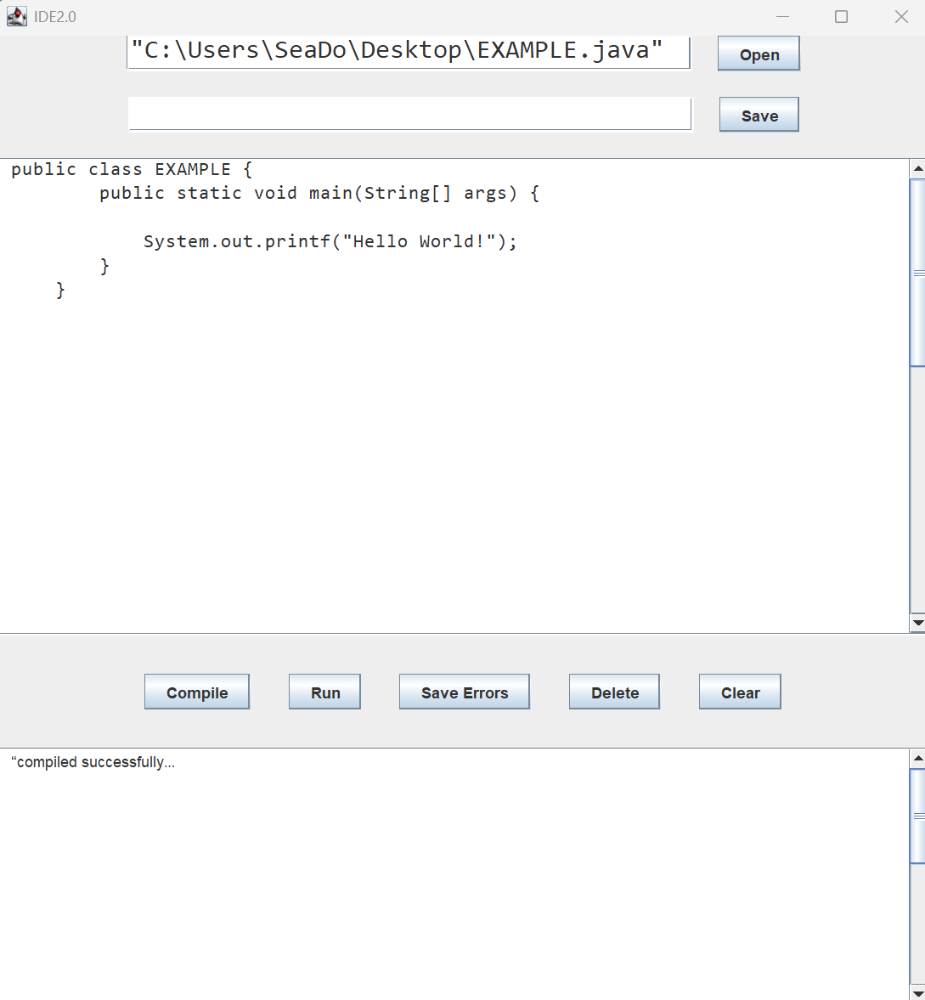 IDE2.0
"C:\Users\SeaDo\Desktop\EXAMPLE.java"
Open
Save
public class EXAMPLE {
public static void main(String[] args) {
System.out.printf("Hello World!");
}
}
Compile Run Save Errors Delete Clear
“compiled successfully...